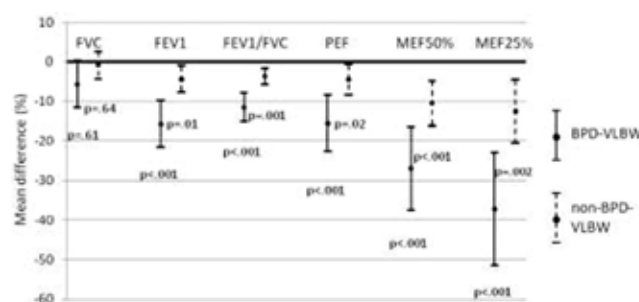 10
FVC FEV1 FEV1/FVC PEF MEF50% MEF25%
0
-10
p=.64 p=.01 p=.001 p=.02
p=.61
-20
p<.001 p<.001
p=.002
-30
p<.001 p<.001
-40
p<.001
-50
p<.001
-60
Mean difference (%)
BPD-VLBW
non-BPD-
VLBW